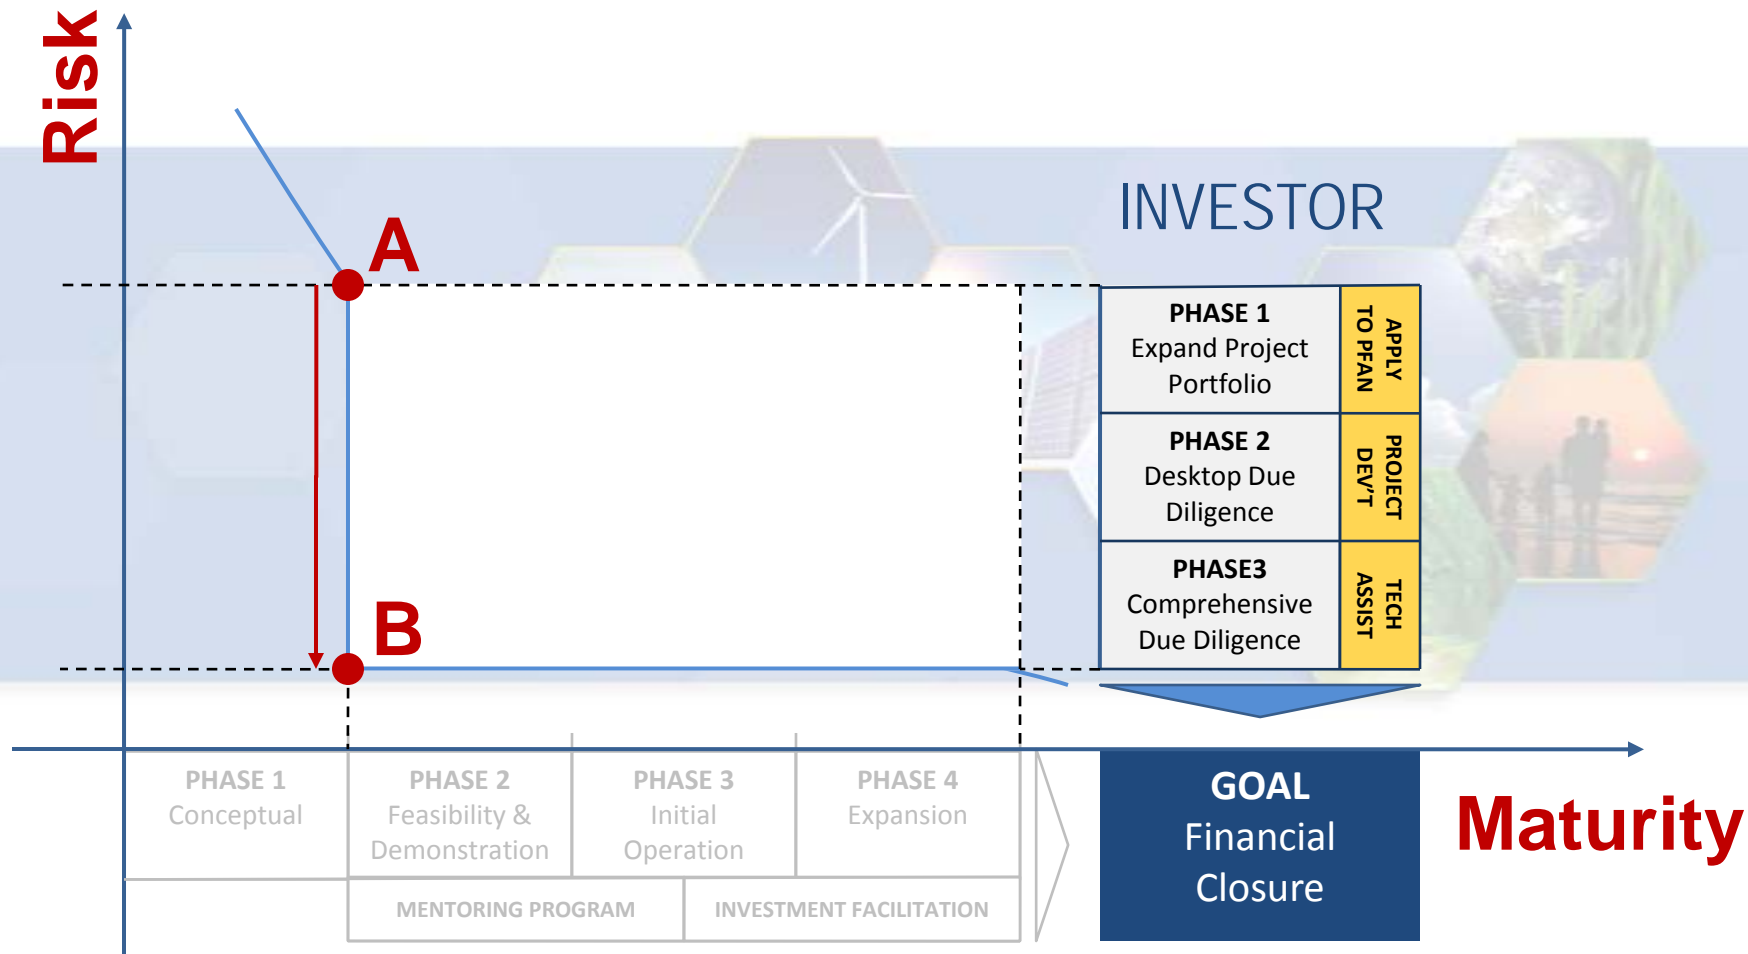 Risk
A
B
INVESTOR
PHASE 1
Expand Project
Portfolio
APPLY
TO PFAN
PHASE 2
Desktop Due
Diligence
PROJECT
DEV'T
PHASE3
Comprehensive
Due Diligence
TECH
ASSIST
PHASE 1
Conceptual
PHASE 2
Feasibility &
Demonstration
PHASE 3
Initial
Operation
PHASE 4
Expansion
MENTORING PROGRAM
INVESTMENT FACILITATION
GOAL
Financial
Closure
Maturity